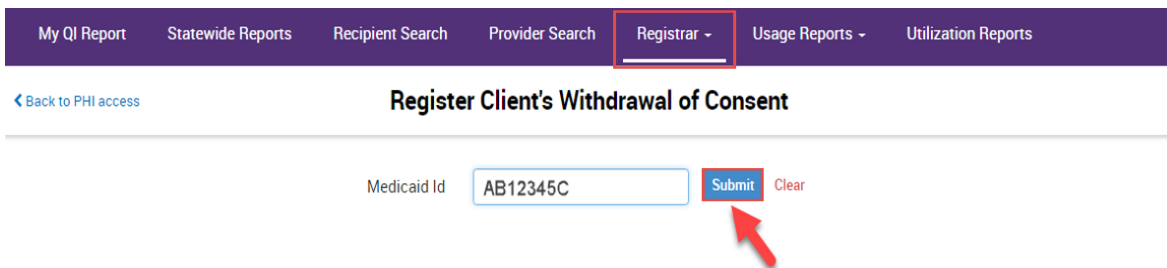 My QI Report Statewide Reports Recipient Search Provider Search Registrar Usage Reports Utilization Reports
Back to PHI access Register Client's Withdrawal of Consent
Medicaid Id AB12345C Submit Clear